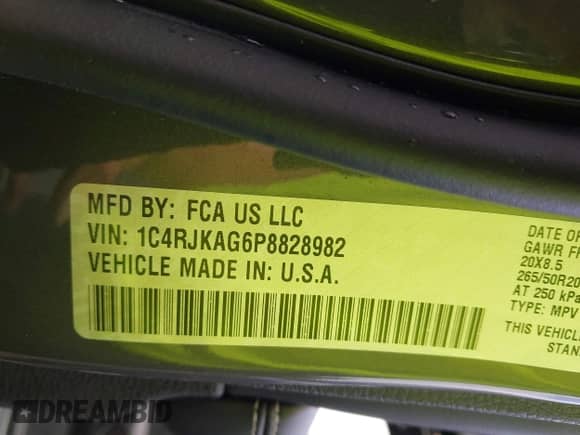 MFD BY: FCA US LLC
VIN: 1C4RJKAG6P8828982
VEHICLE MADE IN: U.S.A.
DATE OF
GAWR FR
20X8.5
265/50R20
AT 250 kPa
TYPE: MPV
THIS VEHICLE
STAN
DREAMBID